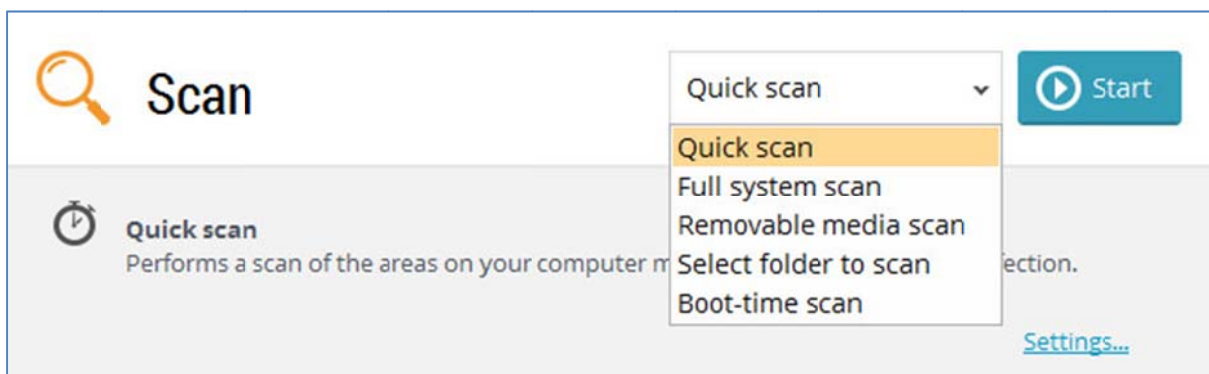 Scan
Quick scan
Start
Quick scan
Full system scan
Removable media scan
Select folder to scan
Boot-time scan
Quick scan
Performs a scan of the areas on your computer
Settings...